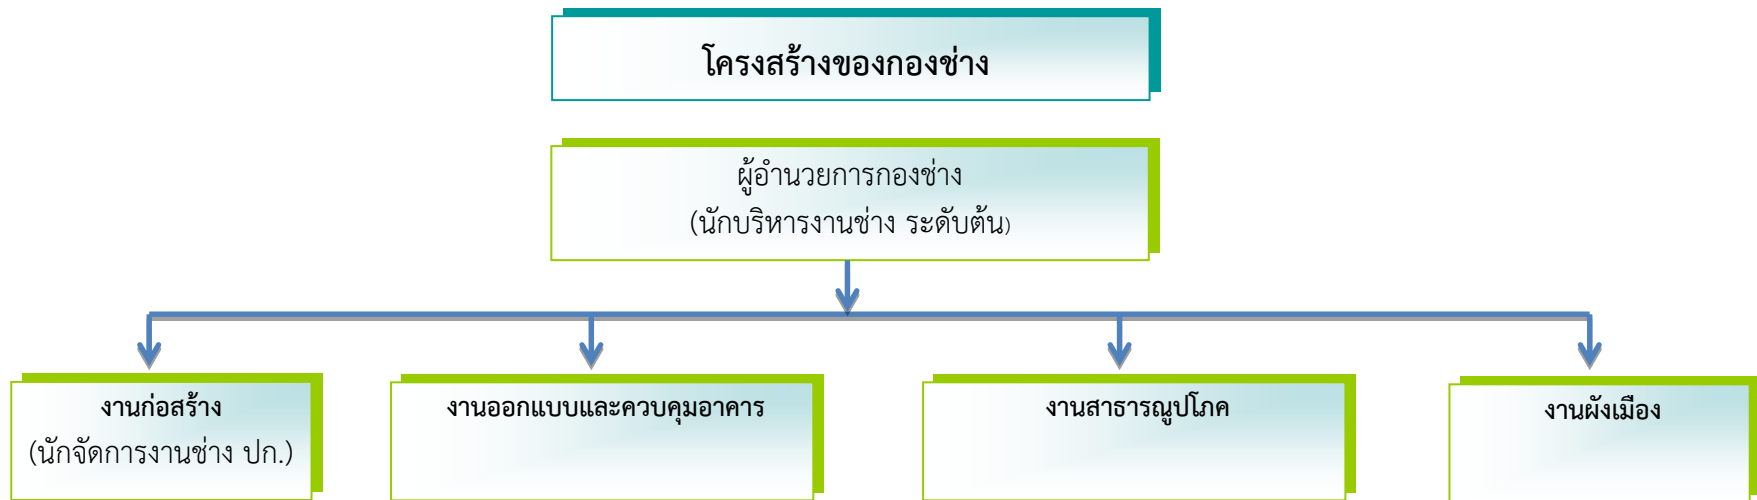 โครงสร้างของกองช่าง
ผู้อำนวยการกองช่าง
(นักบริหารงานช่าง ระดับต้น)
งานก่อสร้าง
(นักจัดการงานช่าง ปก.)
งานออกแบบและควบคุมอาคาร
งานสาธารณูปโภค
งานผังเมือง